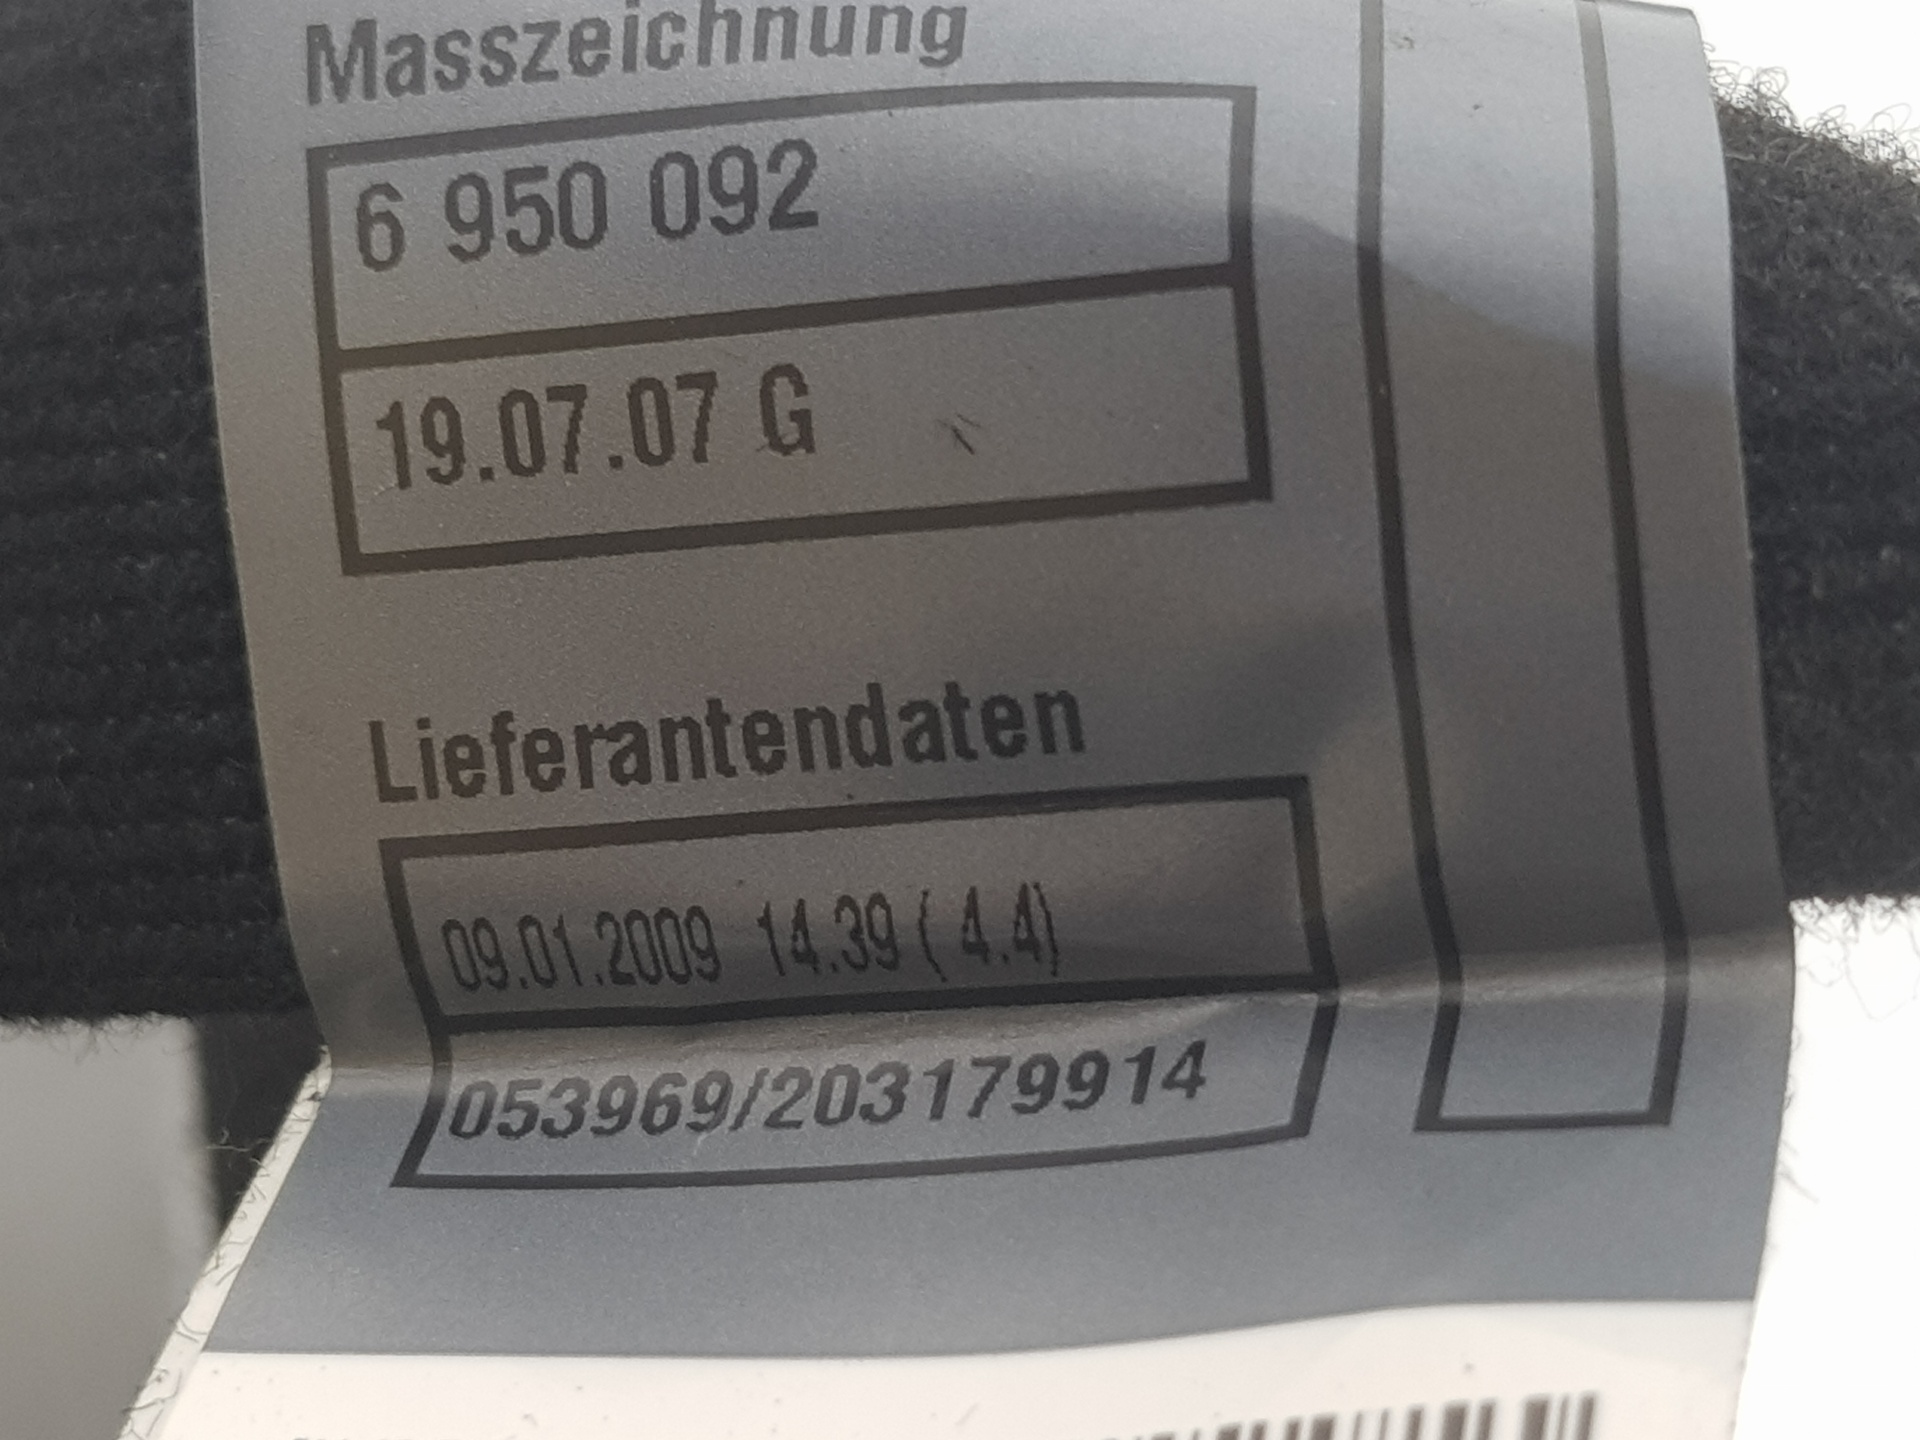 Masszeichnung
6 950 092
19.07.07 G
Lieferantendaten
09.01.2009 14.39 ( 4.4)
053969/203179914